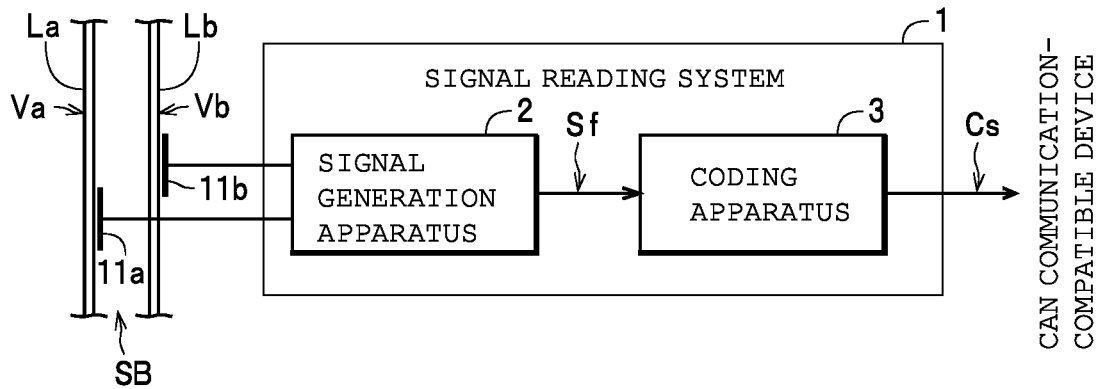 La
Lb
1
SIGNAL READING SYSTEM
Va
Vb
2
Sf
3
Cs
SIGNAL
GENERATION
APPARATUS
CODING
APPARATUS
11b
11a
SB
CAN COMMUNICATION-
COMPATIBLE DEVICE